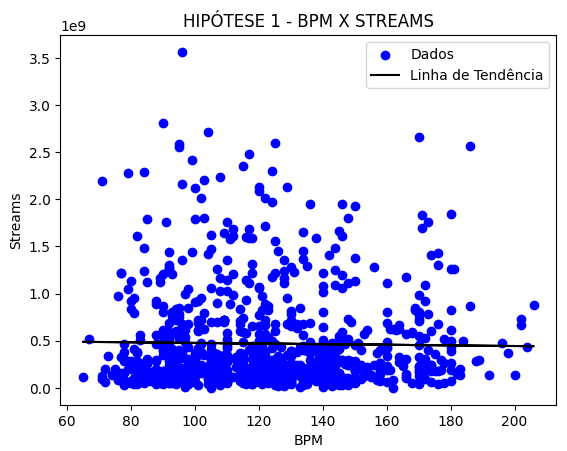 HIPÓTESE 1 - BPM X STREAMS
1e9
Dados
Linha de Tendência
3.5
3.0
2.5
2.0
1.5
1.0
0.5
0.0
Streams
60 80 100 120 140 160 180 200
BPM